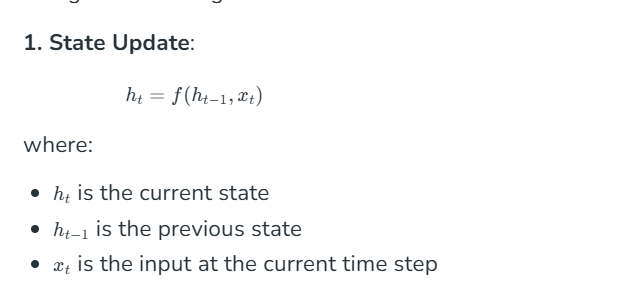 1. State Update:
hₜ = f(hₜ₋₁, xₜ)
where:
• hₜ is the current state
• hₜ₋₁ is the previous state
• xₜ is the input at the current time step